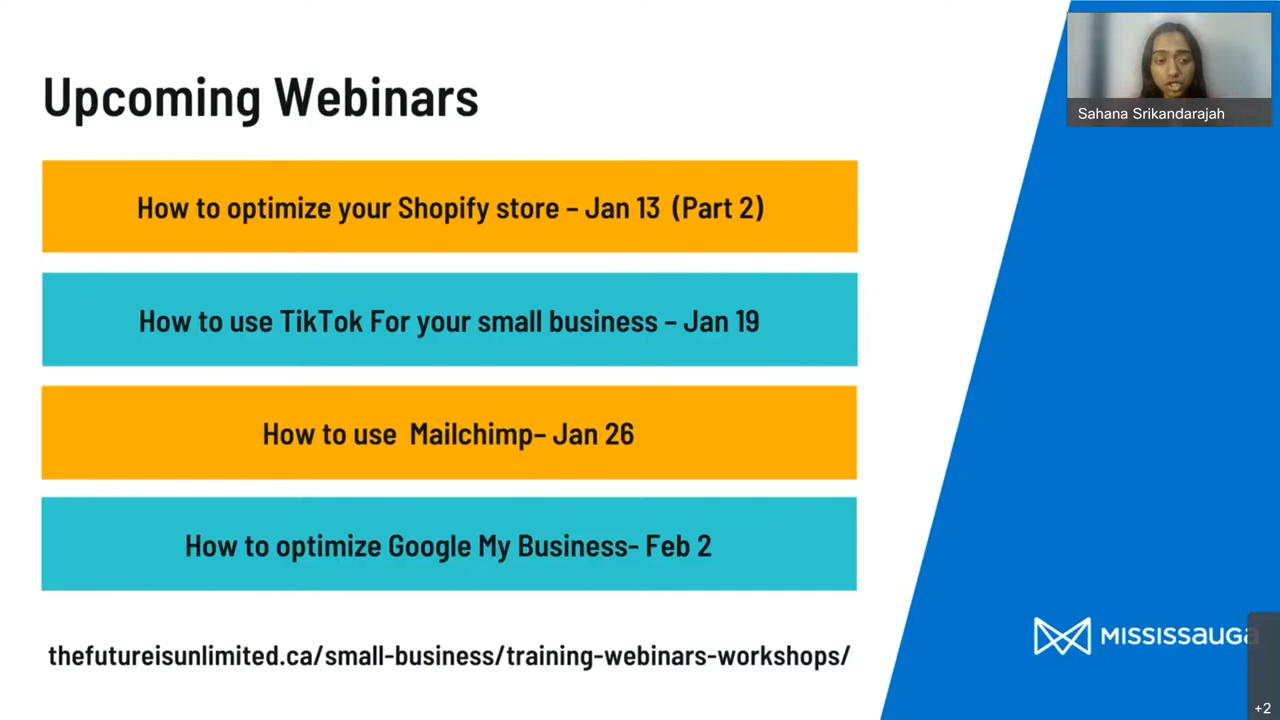 Upcoming Webinars
How to optimize your Shopify store – Jan 13 (Part 2)
How to use TikTok For your small business – Jan 19
How to use Mailchimp– Jan 26
How to optimize Google My Business- Feb 2
thefutureisunlimited.ca/small-business/training-webinars-workshops/
Sahana Srikandarajah
MISSISSAUGA
+2